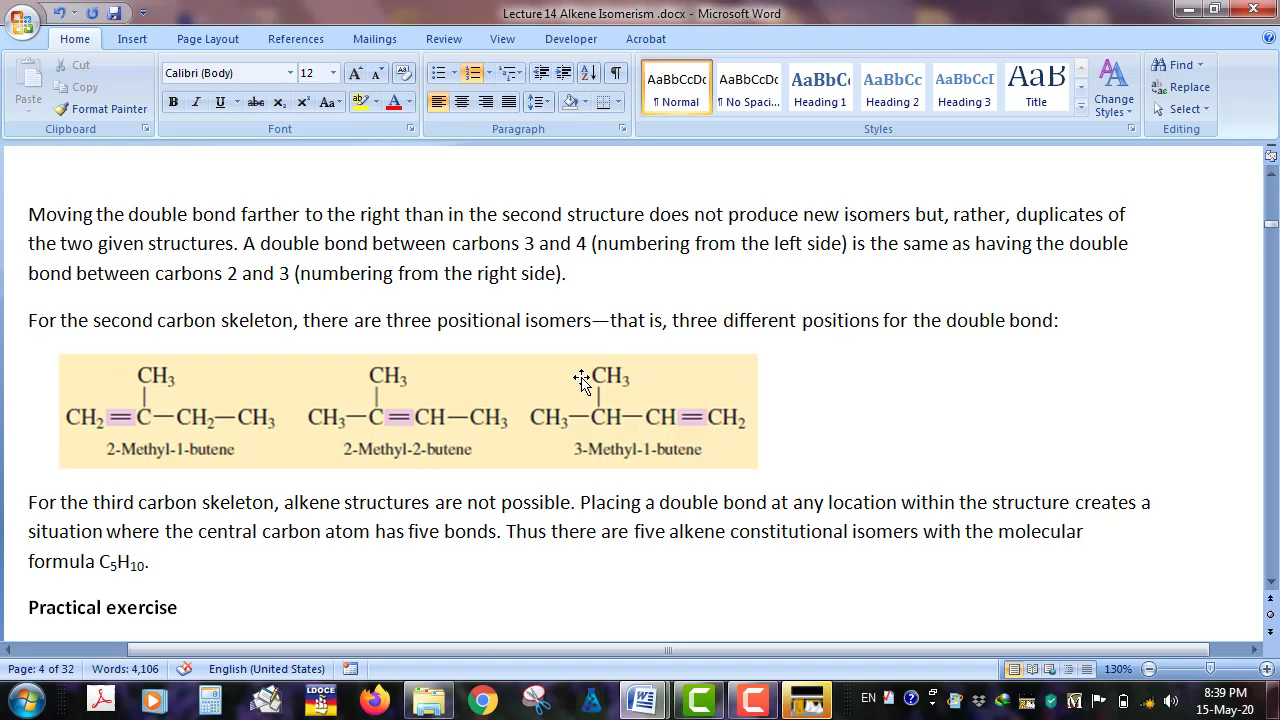 Lecture 14 Alkene Isomerism .docx - Microsoft Word
Home Insert Page Layout References Mailings Review View Developer Acrobat
Paste
Cut
Copy
Format Painter
Clipboard
Calibri (Body) 12
B I U abc X₂ X² Aa
Font
Paragraph
AaBbCcDc AaBbCcDc AaBbC AaBbCc AaBbCcI AaB
¶ Normal ¶ No Spaci... Heading 1 Heading 2 Heading 3 Title
Change
Styles
Styles
Find
Replace
Select
Editing
Moving the double bond farther to the right than in the second structure does not produce new isomers but, rather, duplicates of
the two given structures. A double bond between carbons 3 and 4 (numbering from the left side) is the same as having the double
bond between carbons 2 and 3 (numbering from the right side).
For the second carbon skeleton, there are three positional isomers—that is, three different positions for the double bond:
CH₃ CH₃ CH₃
CH₂═C─CH₂─CH₃ CH₃─C═CH─CH₃ CH₃─CH─CH═CH₂
2-Methyl-1-butene 2-Methyl-2-butene 3-Methyl-1-butene
For the third carbon skeleton, alkene structures are not possible. Placing a double bond at any location within the structure creates a
situation where the central carbon atom has five bonds. Thus there are five alkene constitutional isomers with the molecular
formula C₅H₁₀.
Practical exercise
Page: 4 of 32 Words: 4,106 English (United States) 130%
LDOCE
EN
8:39 PM
15-May-20